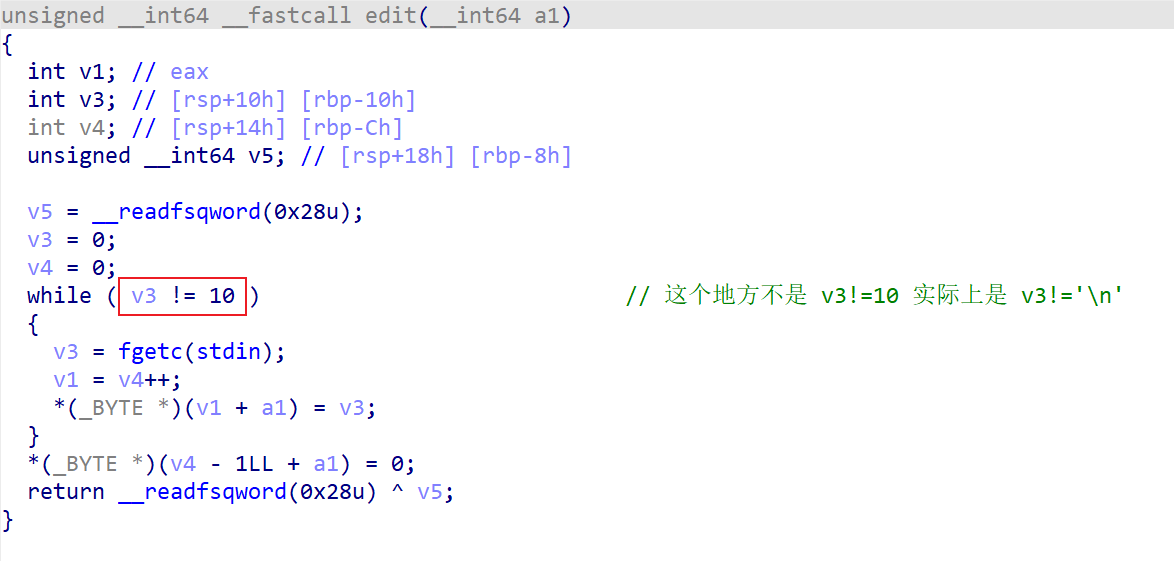 unsigned __int64 __fastcall edit(__int64 a1)
{
  int v1; // eax
  int v3; // [rsp+10h] [rbp-10h]
  int v4; // [rsp+14h] [rbp-Ch]
  unsigned __int64 v5; // [rsp+18h] [rbp-8h]

  v5 = __readfsqword(0x28u);
  v3 = 0;
  v4 = 0;
  while ( v3 != 10 )                            // 这个地方不是 v3!=10 实际上是 v3!='\n'
  {
    v3 = fgetc(stdin);
    v1 = v4++;
    *(_BYTE *)(v1 + a1) = v3;
  }
  *(_BYTE *)(v4 - 1LL + a1) = 0;
  return __readfsqword(0x28u) ^ v5;
}